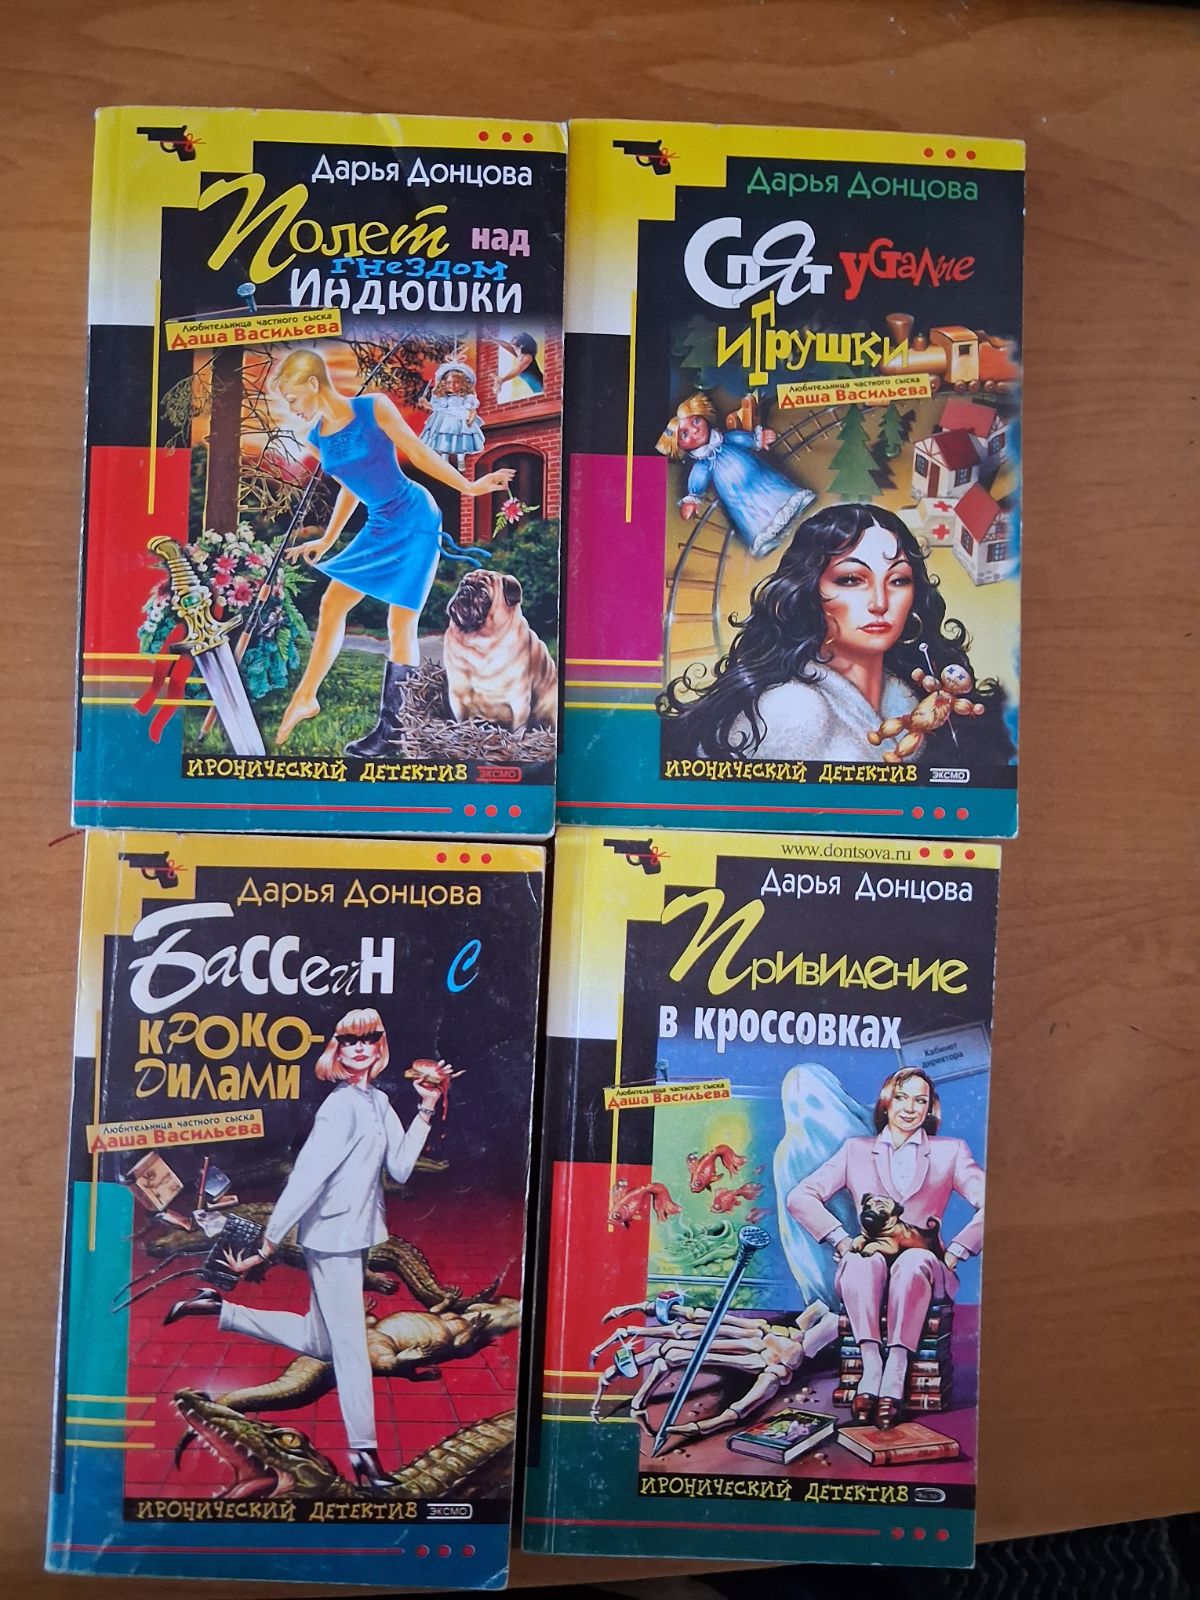 Дарья Донцова
Полет над
гнездом
Индюшки
Любительница частного сыска
Даша Васильева
ИРОНИЧЕСКИЙ ДЕТЕКТИВ ЭКСМО
Дарья Донцова
Спят усталые
игрушки
Любительница частного сыска
Даша Васильева
ИРОНИЧЕСКИЙ ДЕТЕКТИВ ЭКСМО
Дарья Донцова
Бассейн с
кроко-
дилами
Любительница частного сыска
Даша Васильева
ИРОНИЧЕСКИЙ ДЕТЕКТИВ ЭКСМО
www.dontsova.ru
Дарья Донцова
Привидение
в кроссовках
Кабинет
директора
Любительница частного сыска
Даша Васильева
ИРОНИЧЕСКИЙ ДЕТЕКТИВ